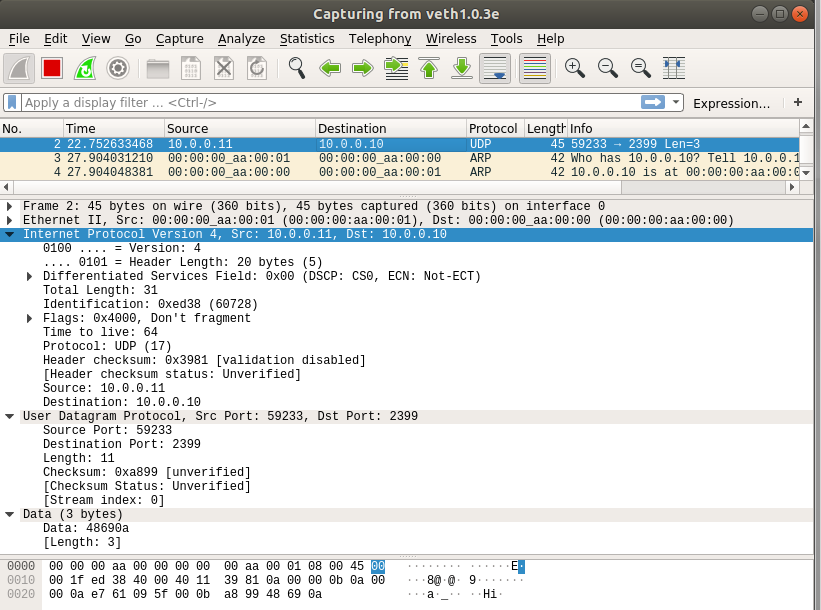 Capturing from veth1.0.3e
File Edit View Go Capture Analyze Statistics Telephony Wireless Tools Help
Apply a display filter ... <Ctrl-/> Expression... +
No. Time Source Destination Protocol Length Info
2 22.752633468 10.0.0.11 10.0.0.10 UDP 45 59233 → 2399 Len=3
3 27.904031210 00:00:00_aa:00:01 00:00:00_aa:00:00 ARP 42 Who has 10.0.0.10? Tell 10.0.0.1
4 27.904048381 00:00:00_aa:00:00 00:00:00_aa:00:01 ARP 42 10.0.0.10 is at 00:00:00:aa:00:0
Frame 2: 45 bytes on wire (360 bits), 45 bytes captured (360 bits) on interface 0
Ethernet II, Src: 00:00:00_aa:00:01 (00:00:00:aa:00:01), Dst: 00:00:00_aa:00:00 (00:00:00:aa:00:00)
Internet Protocol Version 4, Src: 10.0.0.11, Dst: 10.0.0.10
0100 .... = Version: 4
.... 0101 = Header Length: 20 bytes (5)
Differentiated Services Field: 0x00 (DSCP: CS0, ECN: Not-ECT)
Total Length: 31
Identification: 0xed38 (60728)
Flags: 0x4000, Don't fragment
Time to live: 64
Protocol: UDP (17)
Header checksum: 0x3981 [validation disabled]
[Header checksum status: Unverified]
Source: 10.0.0.11
Destination: 10.0.0.10
User Datagram Protocol, Src Port: 59233, Dst Port: 2399
Source Port: 59233
Destination Port: 2399
Length: 11
Checksum: 0xa899 [unverified]
[Checksum Status: Unverified]
[Stream index: 0]
Data (3 bytes)
Data: 48690a
[Length: 3]
0000 00 00 00 aa 00 00 00 00 00 aa 00 01 08 00 45 00 ········ ······E·
0010 00 1f ed 38 40 00 40 11 39 81 0a 00 00 0b 0a 00 ···8@·@· 9·······
0020 00 0a e7 61 09 5f 00 0b a8 99 48 69 0a ···a·_·· ··Hi·